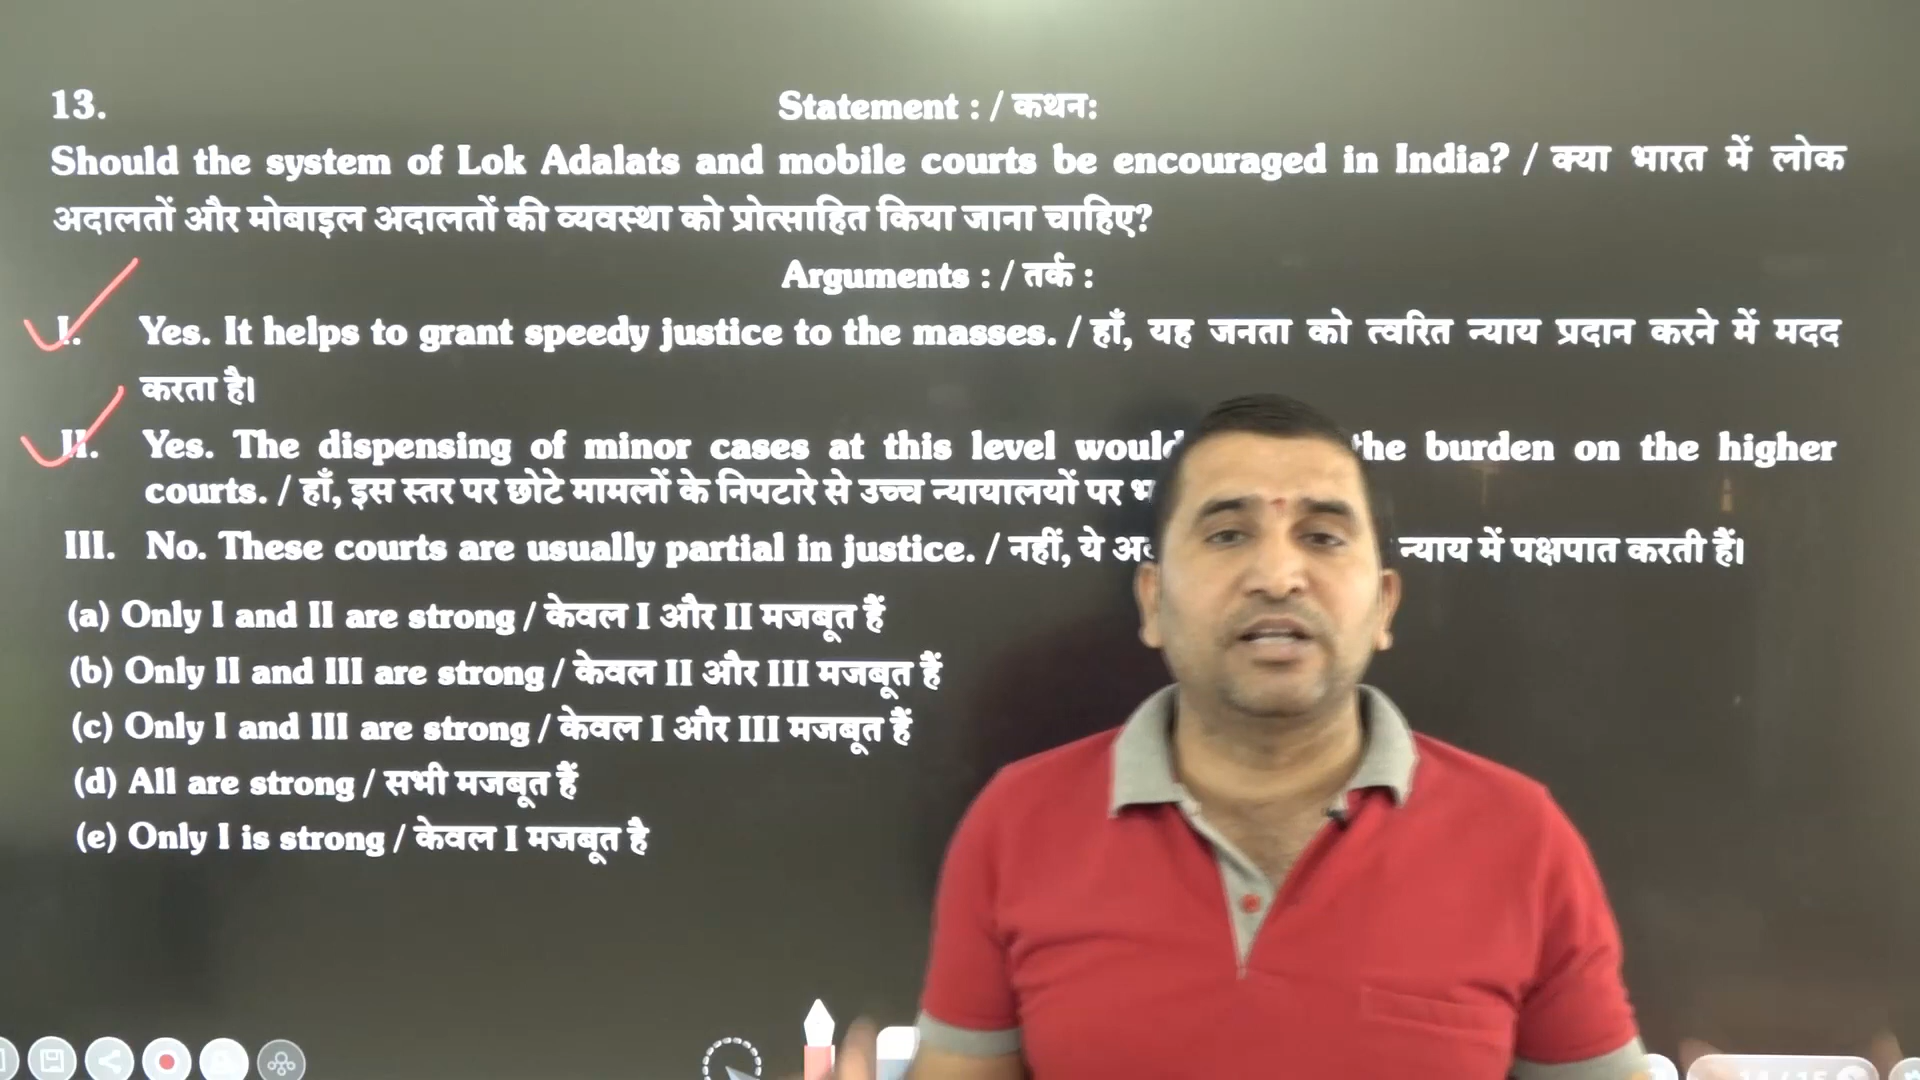 13.
Statement : / कथन:
Should the system of Lok Adalats and mobile courts be encouraged in India? / क्या भारत में लोक
अदालतों और मोबाइल अदालतों की व्यवस्था को प्रोत्साहित किया जाना चाहिए?
Arguments : / तर्क :
I. Yes. It helps to grant speedy justice to the masses. / हाँ, यह जनता को त्वरित न्याय प्रदान करने में मदद
करता है।
II. Yes. The dispensing of minor cases at this level would the burden on the higher
courts. / हाँ, इस स्तर पर छोटे मामलों के निपटारे से उच्च न्यायालयों पर
III. No. These courts are usually partial in justice. / नहीं, ये न्याय में पक्षपात करती हैं।
(a) Only I and II are strong / केवल I और II मजबूत हैं
(b) Only II and III are strong / केवल II और III मजबूत हैं
(c) Only I and III are strong / केवल I और III मजबूत हैं
(d) All are strong / सभी मजबूत हैं
(e) Only I is strong / केवल I मजबूत है